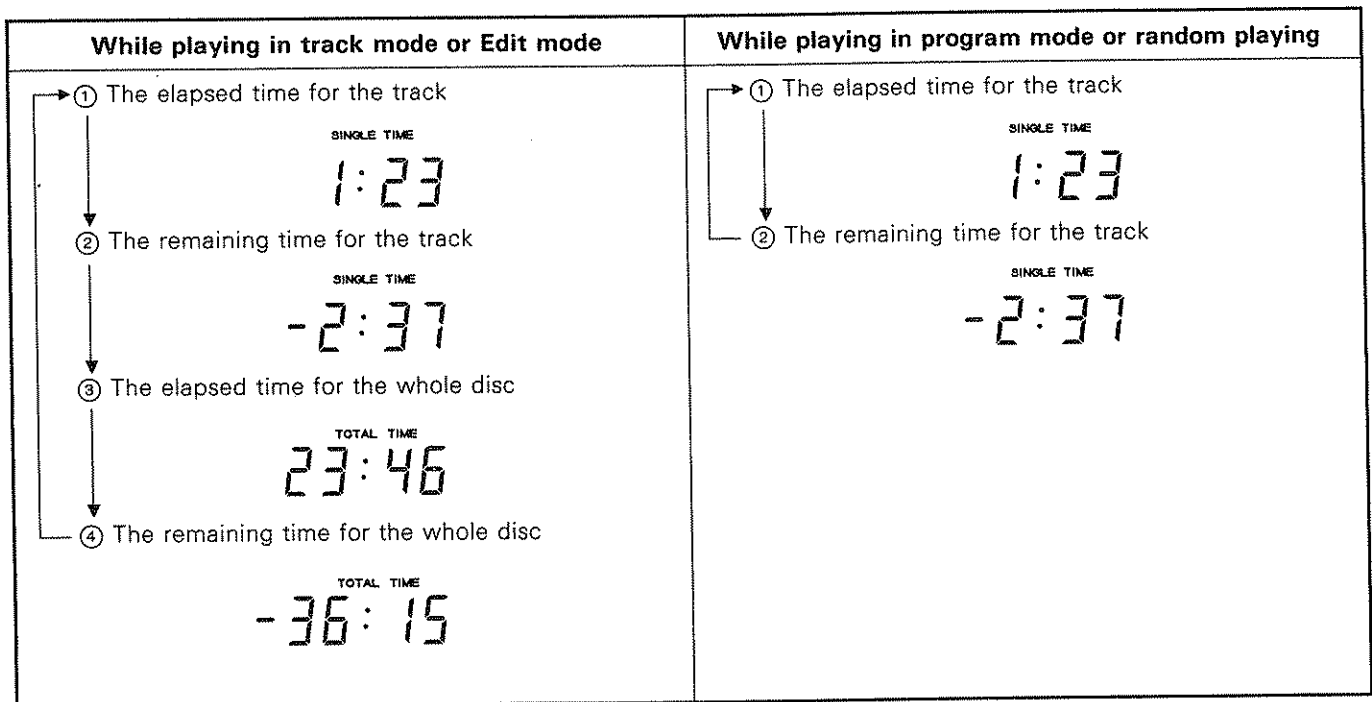 While playing in track mode or Edit mode
① The elapsed time for the track
SINGLE TIME
1:23
② The remaining time for the track
SINGLE TIME
-2:37
③ The elapsed time for the whole disc
TOTAL TIME
23:46
④ The remaining time for the whole disc
TOTAL TIME
-36:15
While playing in program mode or random playing
① The elapsed time for the track
SINGLE TIME
1:23
② The remaining time for the track
SINGLE TIME
-2:37